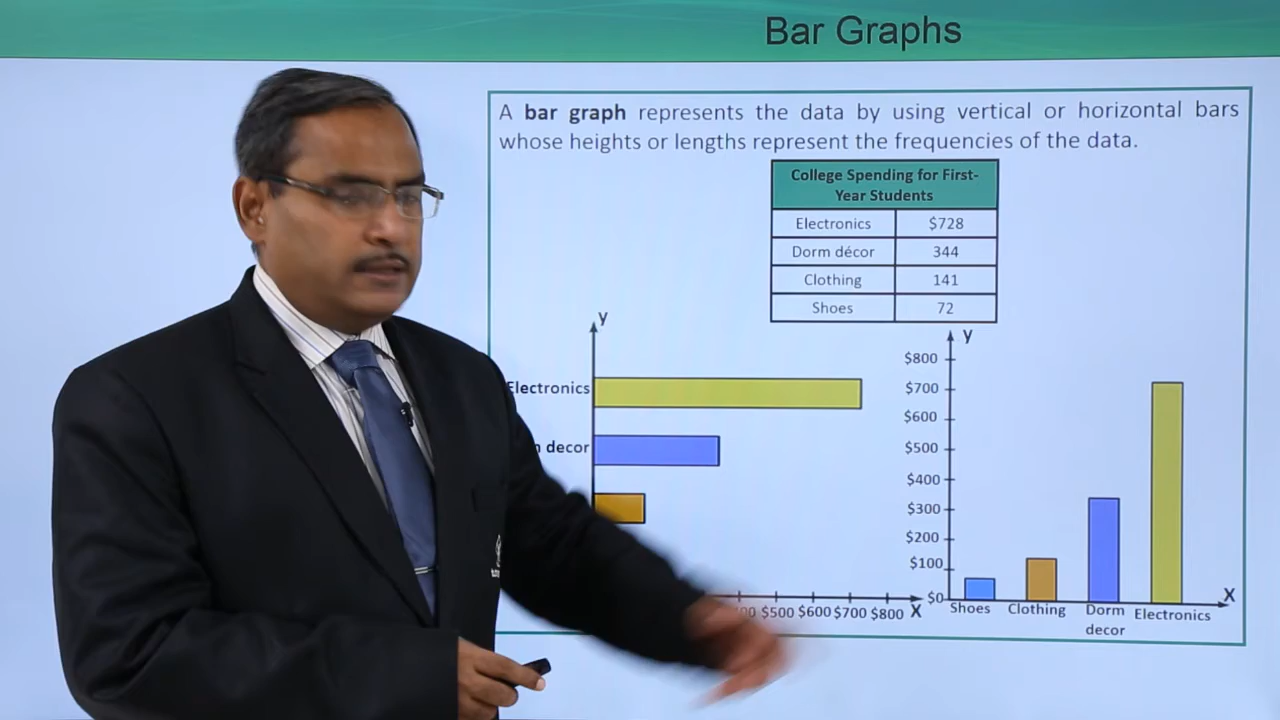 Bar Graphs
A bar graph represents the data by using vertical or horizontal bars
whose heights or lengths represent the frequencies of the data.
College Spending for First-
Year Students
Electronics $728
Dorm décor 344
Clothing 141
Shoes 72
y
Electronics
decor
$500 $600 $700 $800 X
y
$800
$700
$600
$500
$400
$300
$200
$100
$0
Shoes Clothing Dorm Electronics X
decor